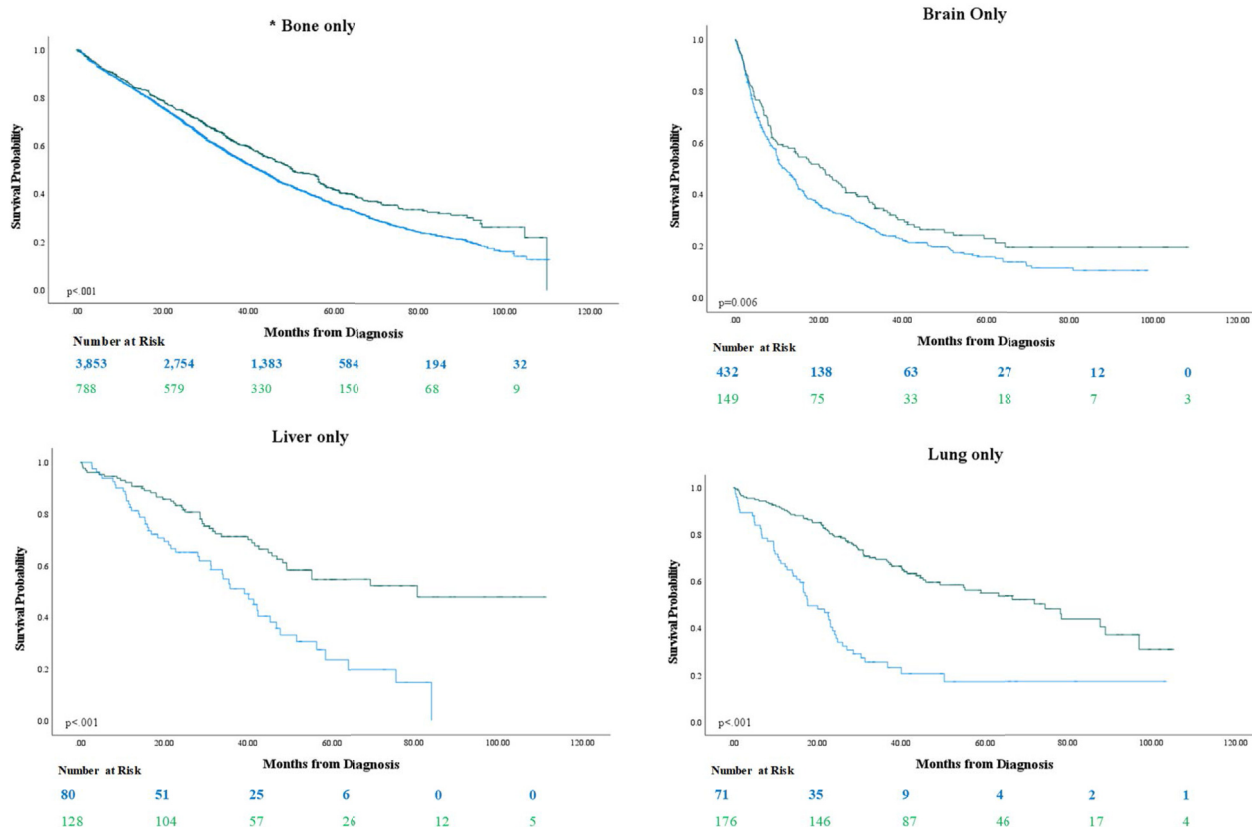 * Bone only
1.0
0.8
0.6
0.4
0.2
0.0
Survival Probability
p<.001
.00 20.00 40.00 60.00 80.00 100.00 120.00
Months from Diagnosis
Number at Risk
3,853 2,754 1,383 584 194 32
788 579 330 150 68 9
Brain Only
1.0
0.8
0.6
0.4
0.2
0.0
Survival Probability
p=0.006
.00 20.00 40.00 60.00 80.00 100.00 120.00
Months from Diagnosis
Number at Risk
432 138 63 27 12 0
149 75 33 18 7 3
Liver only
1.0
0.8
0.6
0.4
0.2
0.0
Survival Probability
p<.001
.00 20.00 40.00 60.00 80.00 100.00 120.00
Months from Diagnosis
Number at Risk
80 51 25 6 0 0
128 104 57 26 12 5
Lung only
1.0
0.8
0.6
0.4
0.2
0.0
Survival Probability
p<.001
.00 20.00 40.00 60.00 80.00 100.00 120.00
Months from Diagnosis
Number at Risk
71 35 9 4 2 1
176 146 87 46 17 4